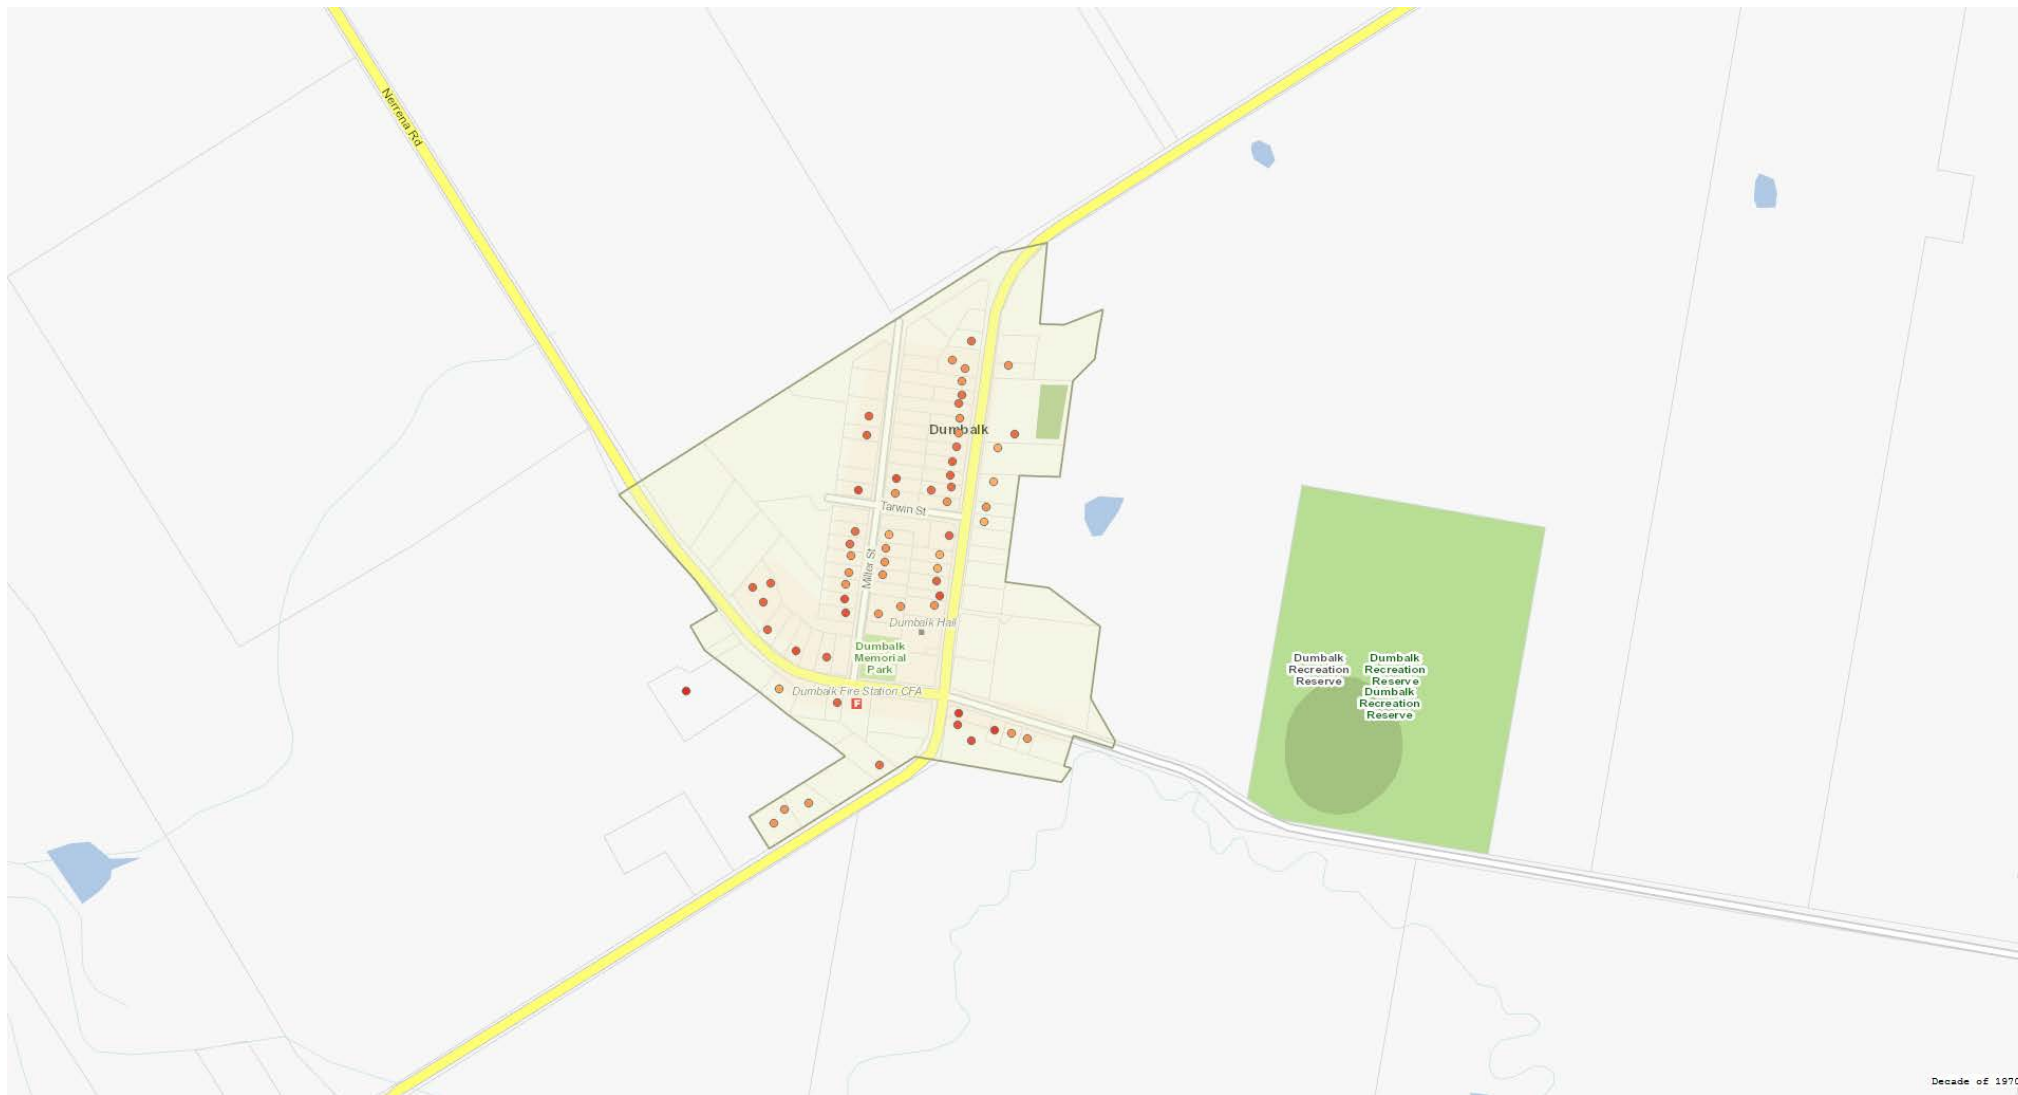 Nerrena Rd
Dumbalk
Tarwin St
Miller St
Dumbalk Hall
Dumbalk
Memorial
Park
Dumbalk Fire Station CFA
F
Dumbalk
Recreation
Reserve
Dumbalk
Recreation
Reserve
Dumbalk
Recreation
Reserve
Decade of 1970